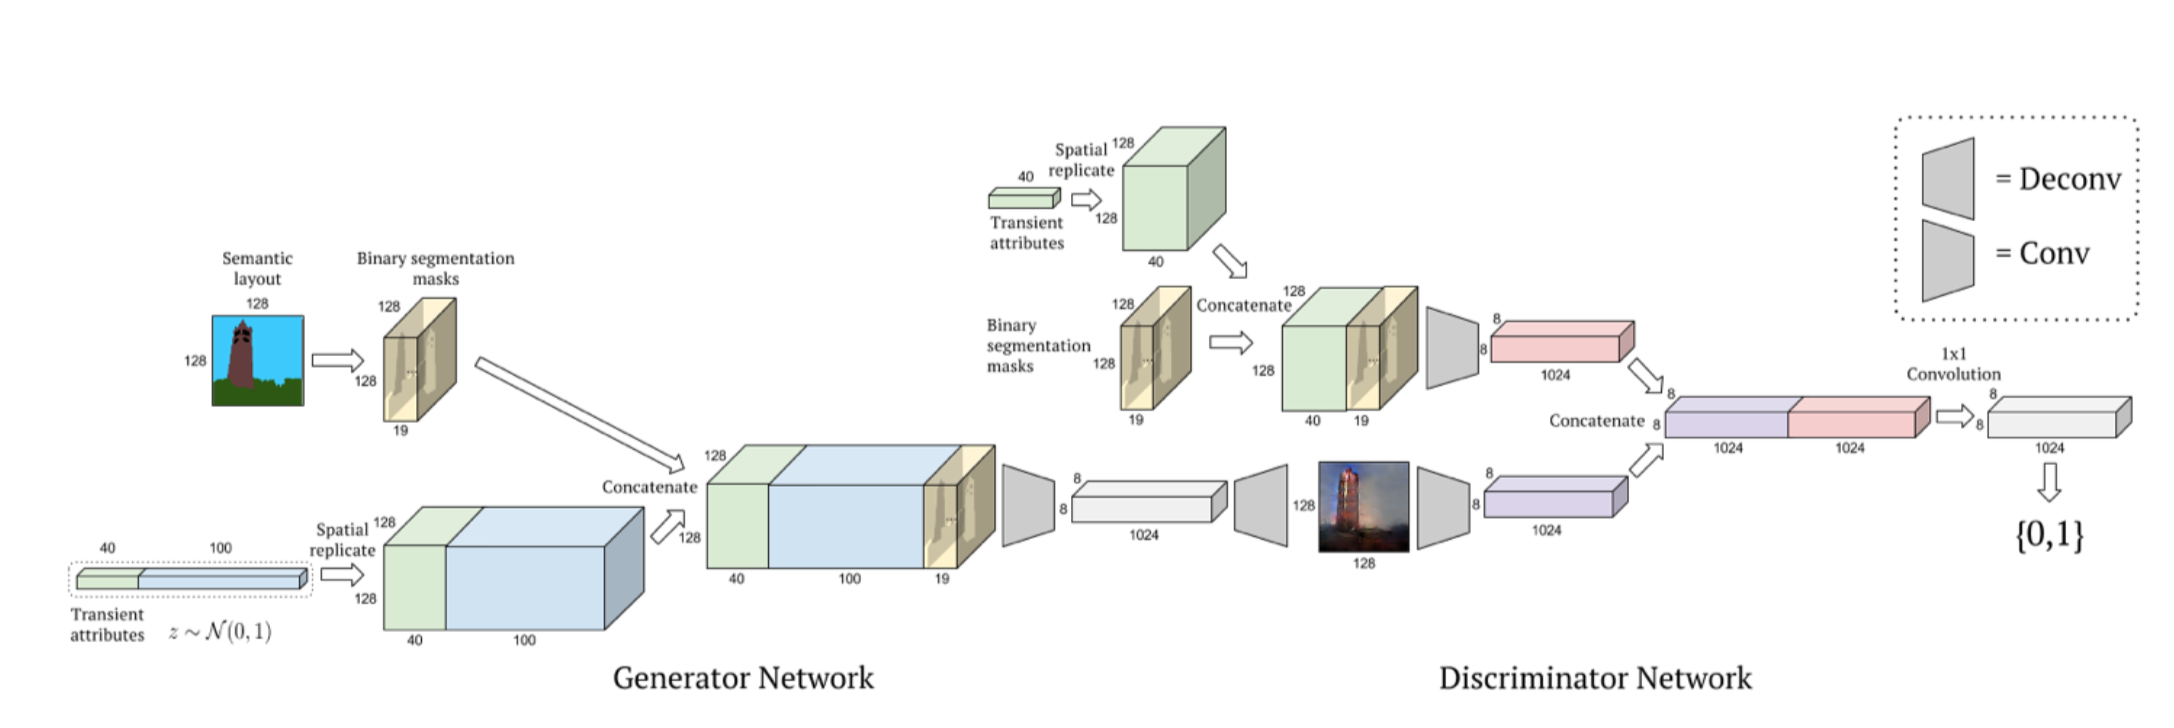 Semantic
layout
128
128
Binary segmentation
masks
128
128
19
40
100
Transient
attributes
z ∼ 𝒩(0, 1)
Spatial
replicate
128
128
40
100
Concatenate
128
128
40
100
19
8
8
1024
128
128
Generator Network
40
Transient
attributes
Spatial
replicate
128
128
40
Binary
segmentation
masks
128
128
19
Concatenate
128
128
40
19
8
8
1024
8
8
1024
Concatenate
8
8
1024
1024
1x1
Convolution
8
8
1024
{0,1}
Discriminator Network
= Deconv
= Conv